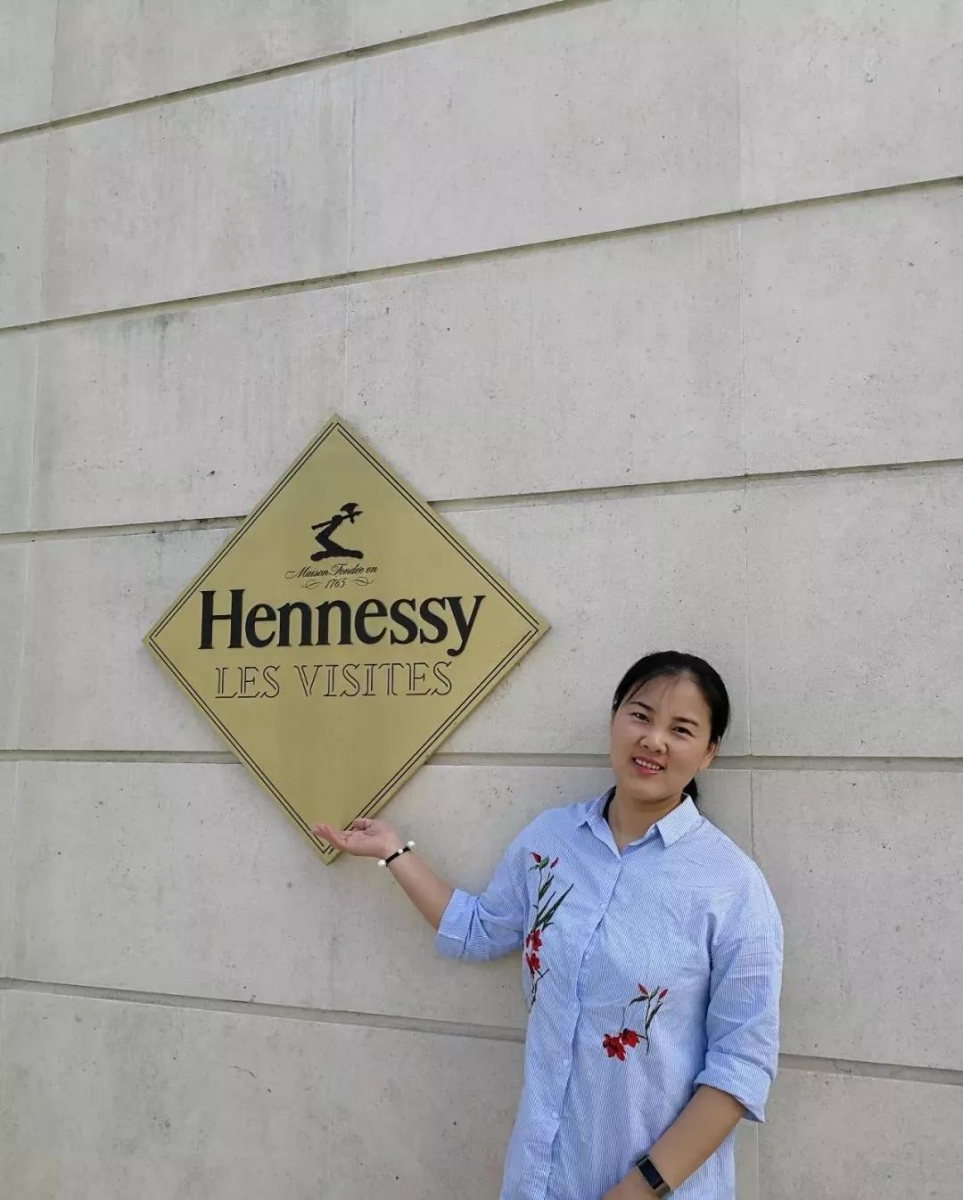 Maison Fondée en
1765
Hennessy
LES VISITES